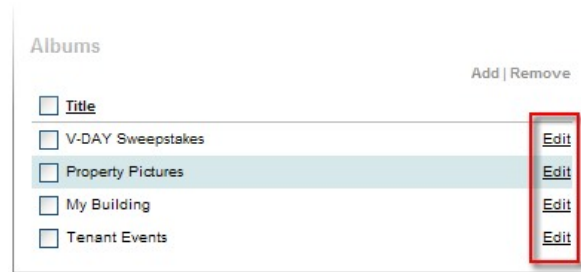 Albums
Add | Remove
Title
V-DAY Sweepstakes Edit
Property Pictures Edit
My Building Edit
Tenant Events Edit